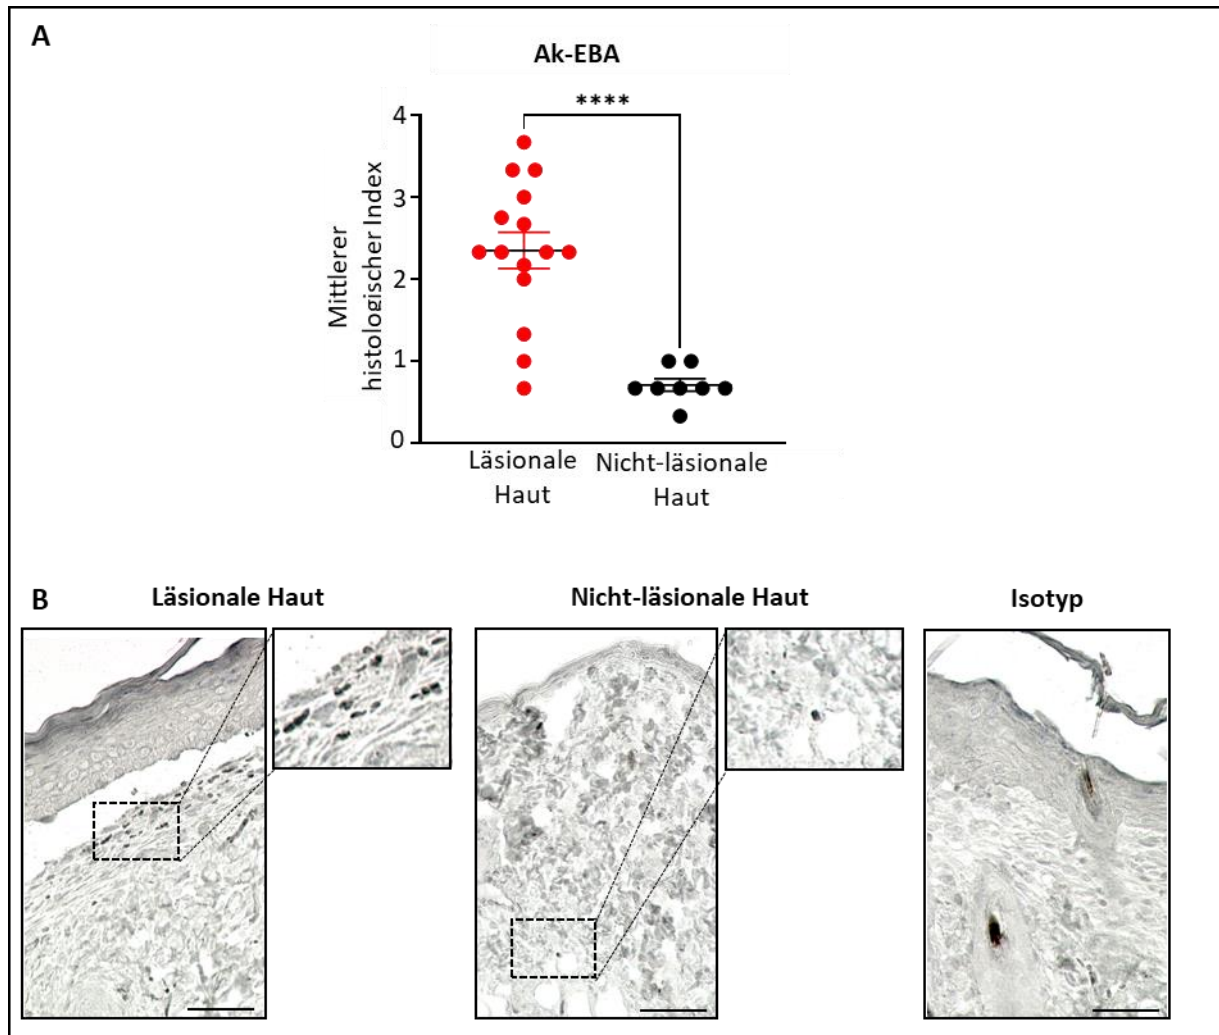 A
Ak-EBA
****
4
3
2
1
0
Mittlerer
histologischer Index
Läsionale
Haut
Nicht-läsionale
Haut
B
Läsionale Haut
Nicht-läsionale Haut
Isotyp